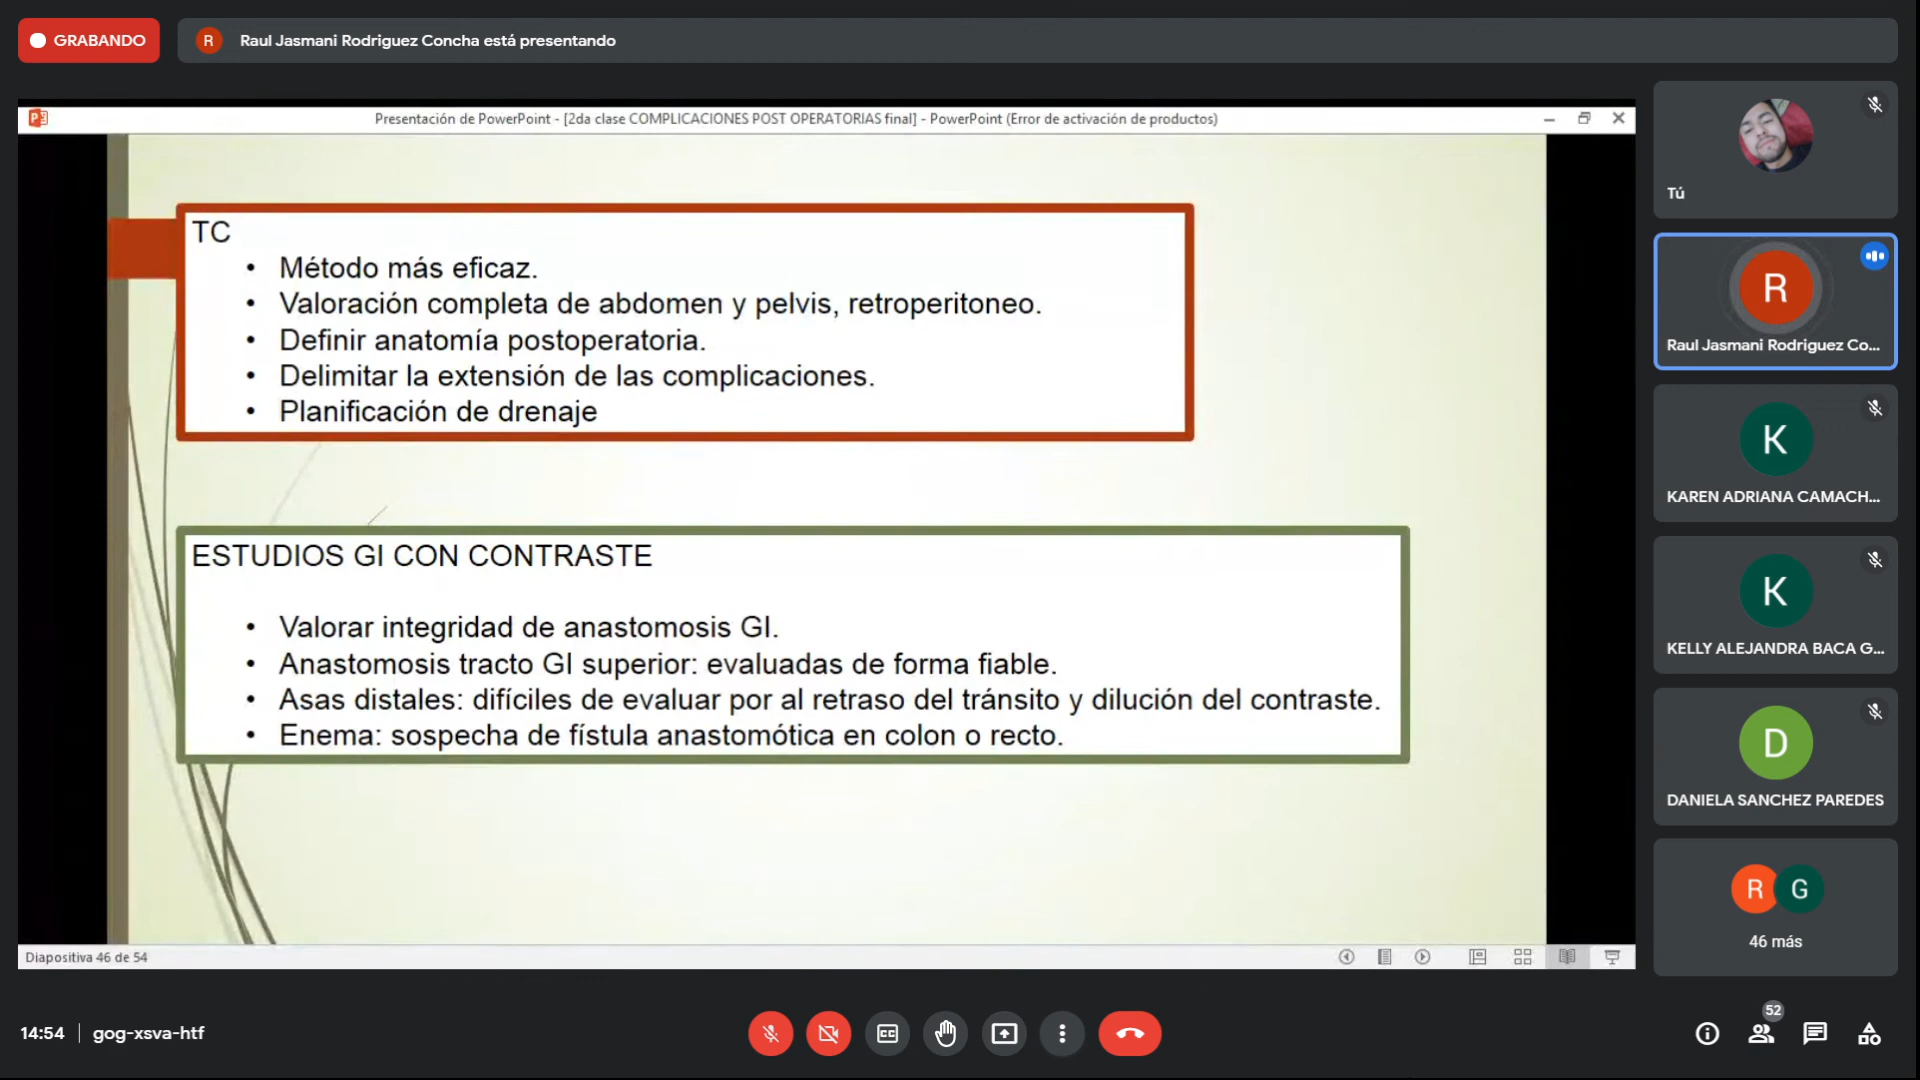 GRABANDO
R
Raul Jasmani Rodriguez Concha está presentando
Presentación de PowerPoint - [2da clase COMPLICACIONES POST OPERATORIAS final] - PowerPoint (Error de activación de productos)
TC
• Método más eficaz.
• Valoración completa de abdomen y pelvis, retroperitoneo.
• Definir anatomía postoperatoria.
• Delimitar la extensión de las complicaciones.
• Planificación de drenaje
ESTUDIOS GI CON CONTRASTE
• Valorar integridad de anastomosis GI.
• Anastomosis tracto GI superior: evaluadas de forma fiable.
• Asas distales: difíciles de evaluar por al retraso del tránsito y dilución del contraste.
• Enema: sospecha de fístula anastomótica en colon o recto.
Diapositiva 46 de 54
Tú
R
Raul Jasmani Rodriguez Co...
K
KAREN ADRIANA CAMACH...
K
KELLY ALEJANDRA BACA G...
D
DANIELA SANCHEZ PAREDES
R G
46 más
14:54 | gog-xsva-htf
CC
52